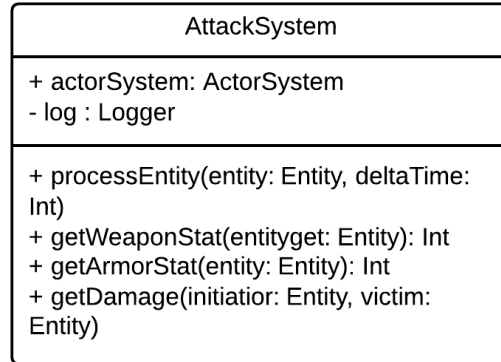 AttackSystem
+ actorSystem: ActorSystem
- log : Logger
+ processEntity(entity: Entity, deltaTime:
Int)
+ getWeaponStat(entityget: Entity): Int
+ getArmorStat(entity: Entity): Int
+ getDamage(initiatior: Entity, victim:
Entity)